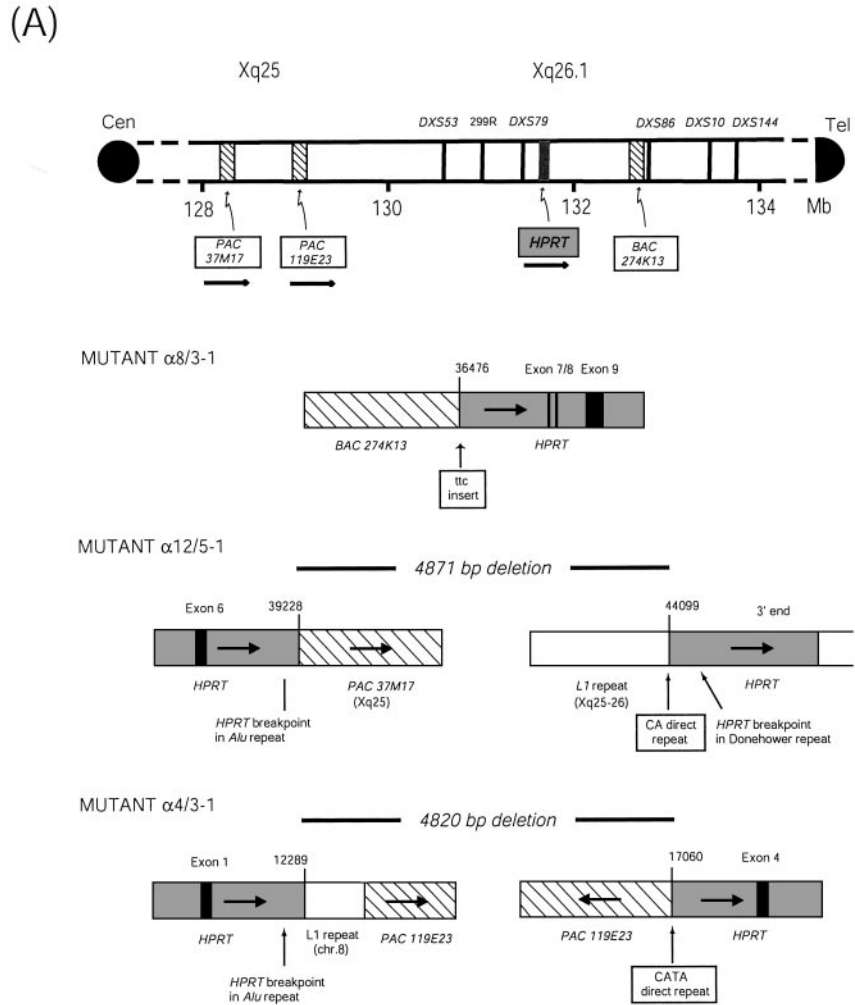 (A)
Xq25 Xq26.1
Cen DXS53 299R DXS79 DXS86 DXS10 DXS144 Tel
128 130 132 134 Mb
PAC 37M17
PAC 119E23
HPRT
BAC 274K13
MUTANT α8/3-1
36476 Exon 7/8 Exon 9
BAC 274K13 HPRT
ttc
insert
MUTANT α12/5-1
4871 bp deletion
Exon 6 39228 44099 3' end
HPRT PAC 37M17
(Xq25)
L1 repeat
(Xq25-26)
HPRT
HPRT breakpoint
in Alu repeat
CA direct
repeat
HPRT breakpoint
in Donehower repeat
MUTANT α4/3-1
4820 bp deletion
Exon 1 12289 17060 Exon 4
HPRT L1 repeat
(chr.8)
PAC 119E23 PAC 119E23 HPRT
HPRT breakpoint
in Alu repeat
CATA
direct repeat